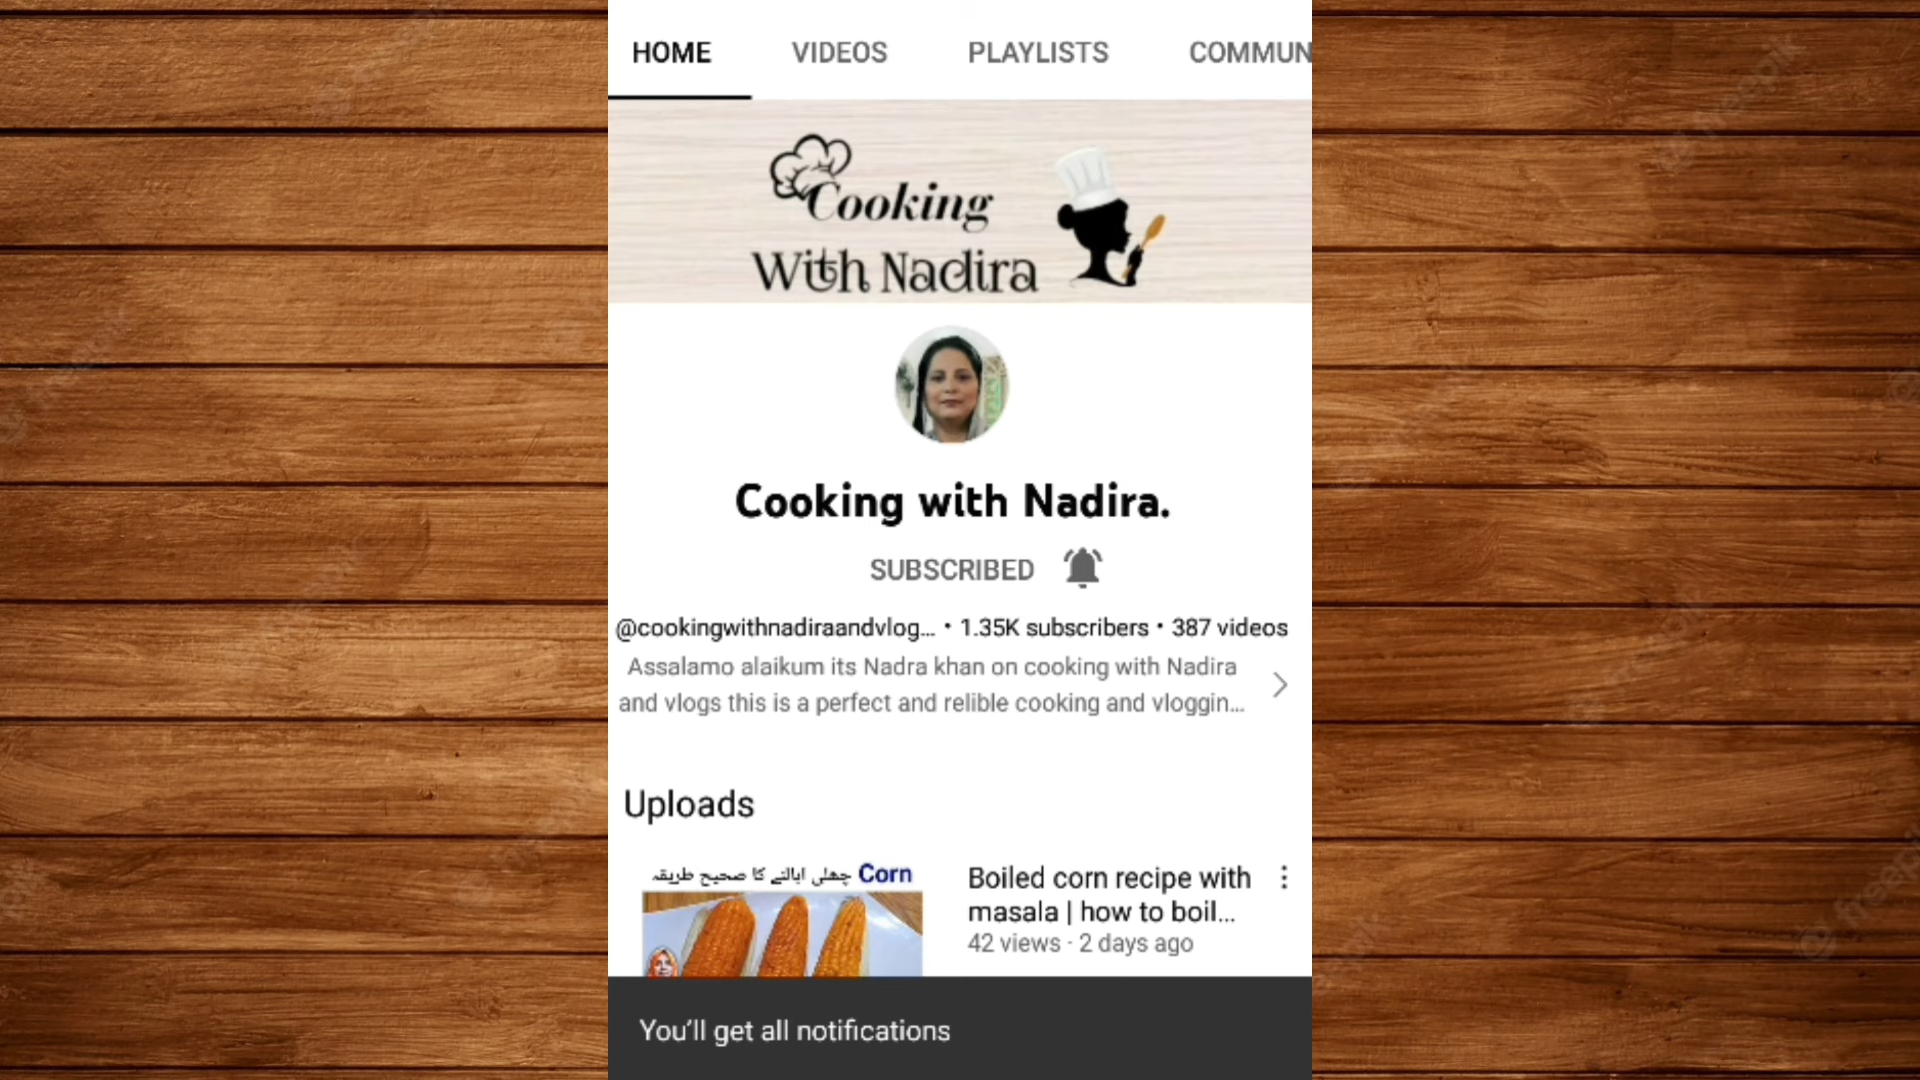 HOME VIDEOS PLAYLISTS COMMUN
Cooking
With Nadira
Cooking with Nadira.
SUBSCRIBED
@cookingwithnadiraandvlog... • 1.35K subscribers • 387 videos
Assalamo alaikum its Nadra khan on cooking with Nadira
and vlogs this is a perfect and relible cooking and vloggin...
Uploads
چھلی ابالنے کا صحیح طریقہ Corn
Boiled corn recipe with
masala | how to boil...
42 views · 2 days ago
You'll get all notifications